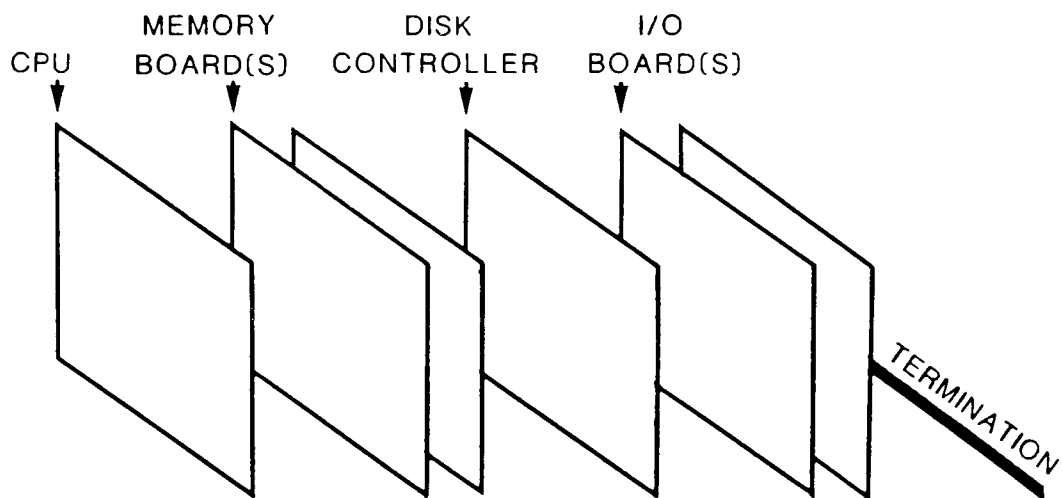 CPU
MEMORY
BOARD(S)
DISK
CONTROLLER
I/O
BOARD(S)
TERMINATION